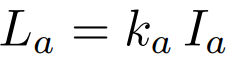 L_a = k_a I_a